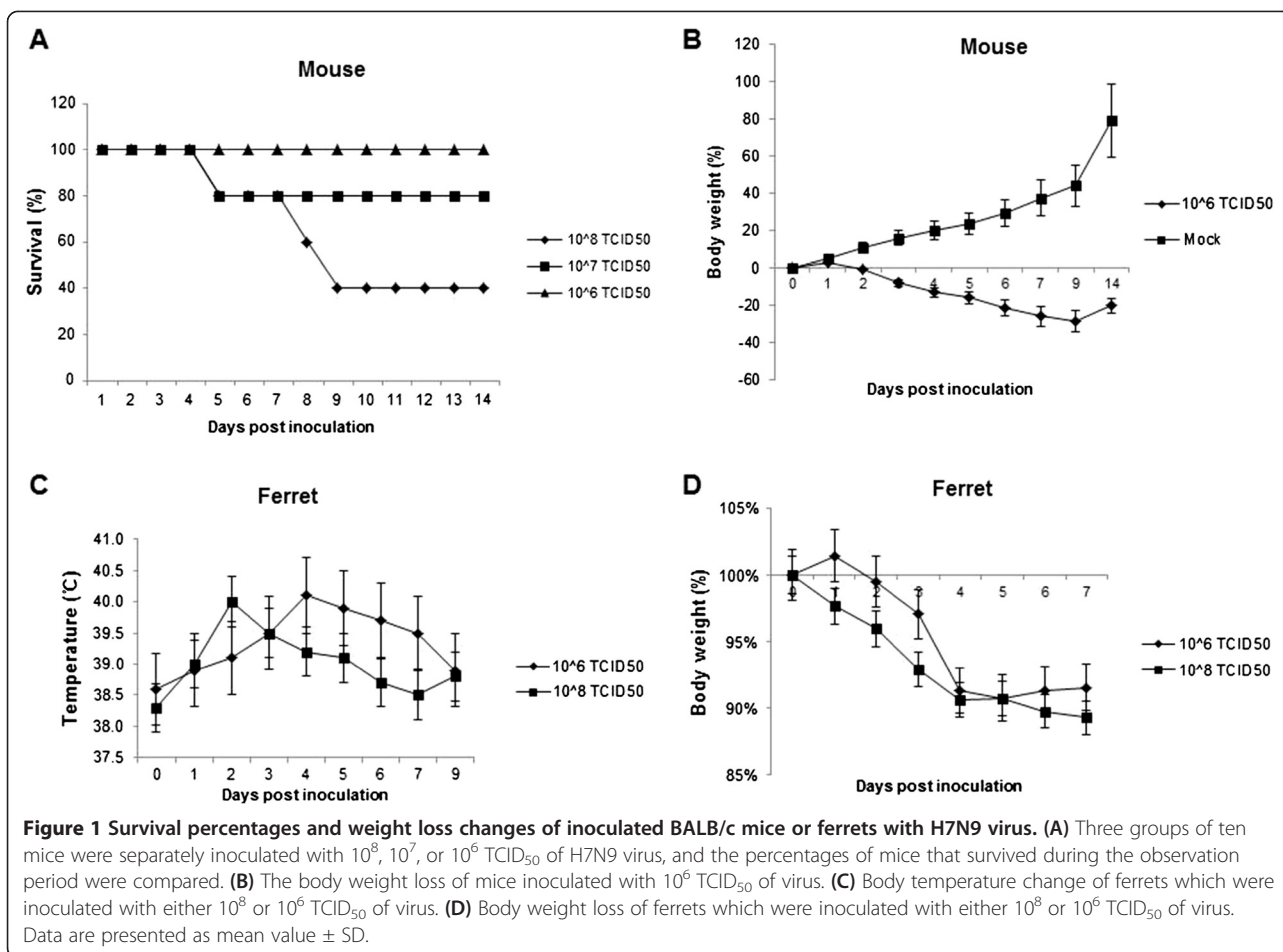 A
Mouse
120
100
80
60
40
20
0
Survival (%)
1 2 3 4 5 6 7 8 9 10 11 12 13 14
Days post inoculation
10^8 TCID50
10^7 TCID50
10^6 TCID50
B
Mouse
120
100
80
60
40
20
0
-20
-40
-60
Body weight (%)
0 1 2 3 4 5 6 7 9 14
Days post inoculation
10^6 TCID50
Mock
C
Ferret
41.0
40.5
40.0
39.5
39.0
38.5
38.0
37.5
Temperature (℃)
0 1 2 3 4 5 6 7 9
Days post inoculation
10^6 TCID50
10^8 TCID50
D
Ferret
105%
100%
95%
90%
85%
Body weight (%)
0 1 2 3 4 5 6 7
Days post inoculation
10^6 TCID50
10^8 TCID50
Figure 1 Survival percentages and weight loss changes of inoculated BALB/c mice or ferrets with H7N9 virus. (A) Three groups of ten
mice were separately inoculated with 10⁸, 10⁷, or 10⁶ TCID₅₀ of H7N9 virus, and the percentages of mice that survived during the observation
period were compared. (B) The body weight loss of mice inoculated with 10⁶ TCID₅₀ of virus. (C) Body temperature change of ferrets which were
inoculated with either 10⁸ or 10⁶ TCID₅₀ of virus. (D) Body weight loss of ferrets which were inoculated with either 10⁸ or 10⁶ TCID₅₀ of virus.
Data are presented as mean value ± SD.